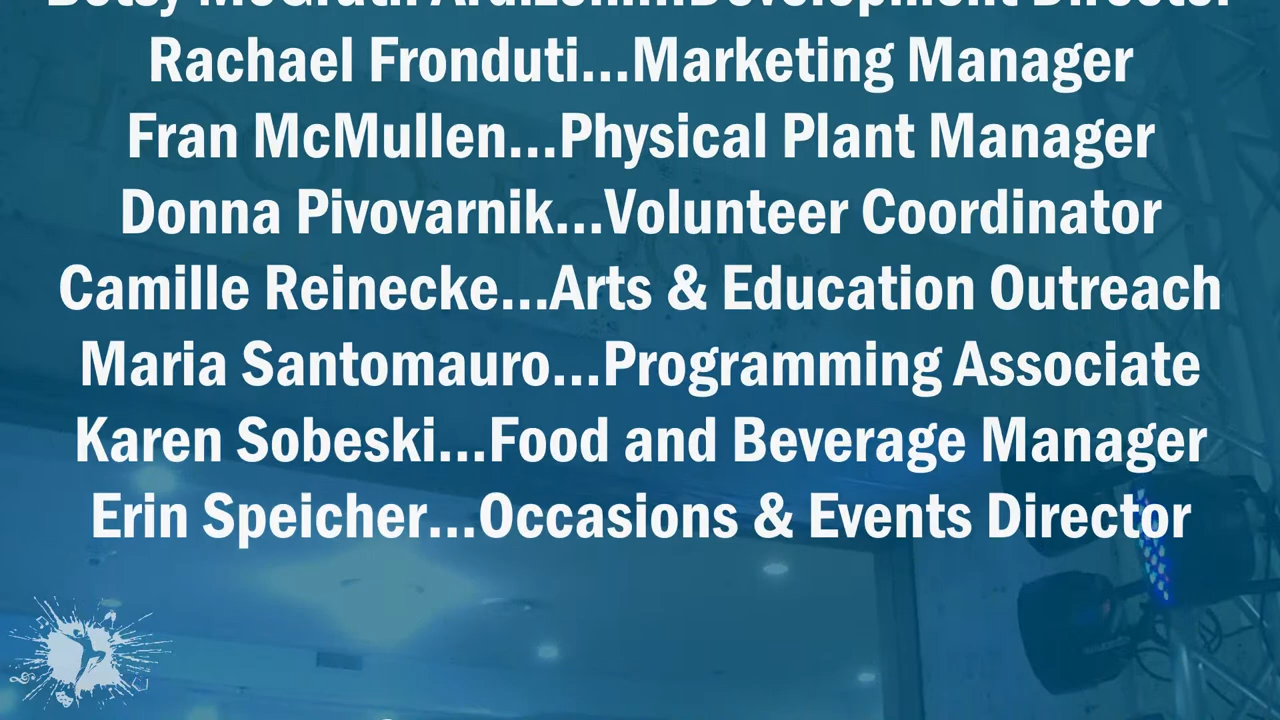 Rachael Fronduti...Marketing Manager
Fran McMullen...Physical Plant Manager
Donna Pivovarnik...Volunteer Coordinator
Camille Reinecke...Arts & Education Outreach
Maria Santomauro...Programming Associate
Karen Sobeski...Food and Beverage Manager
Erin Speicher...Occasions & Events Director